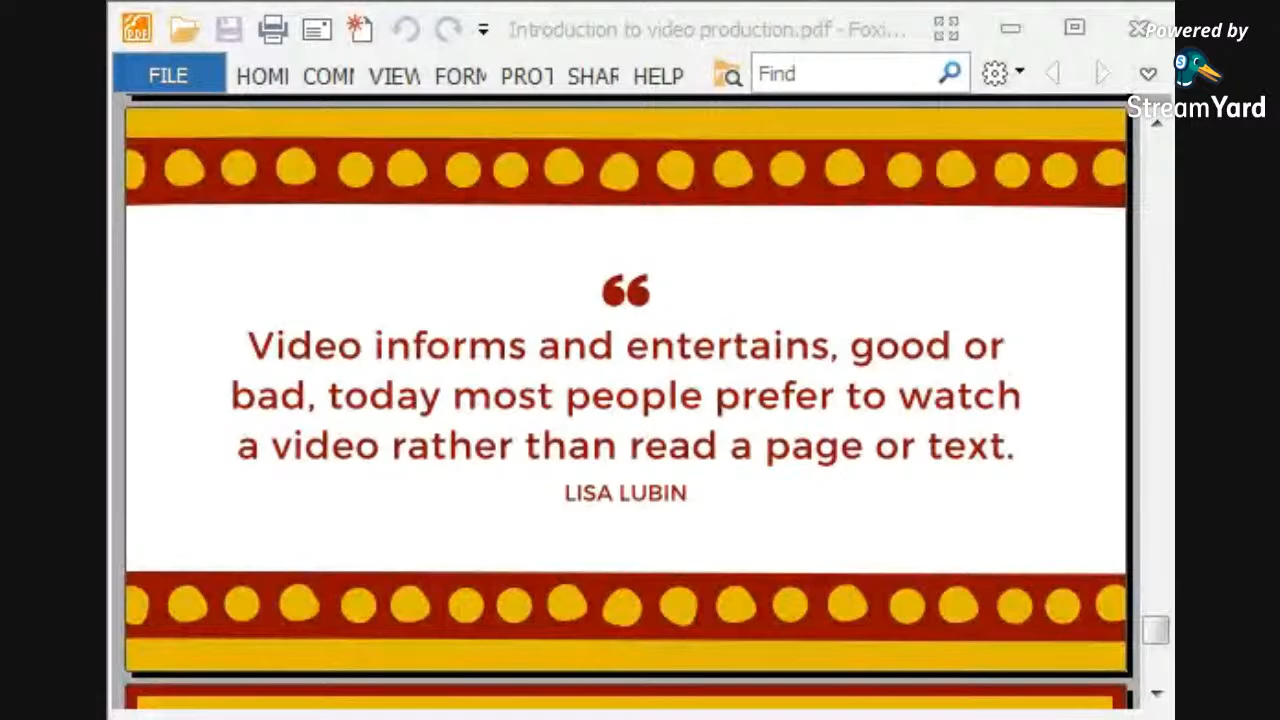 Introduction to video production.pdf - Foxi...
Powered by
StreamYard
FILE HOMI COMI VIEW FORM PROT SHAR HELP Find
“
Video informs and entertains, good or
bad, today most people prefer to watch
a video rather than read a page or text.
LISA LUBIN